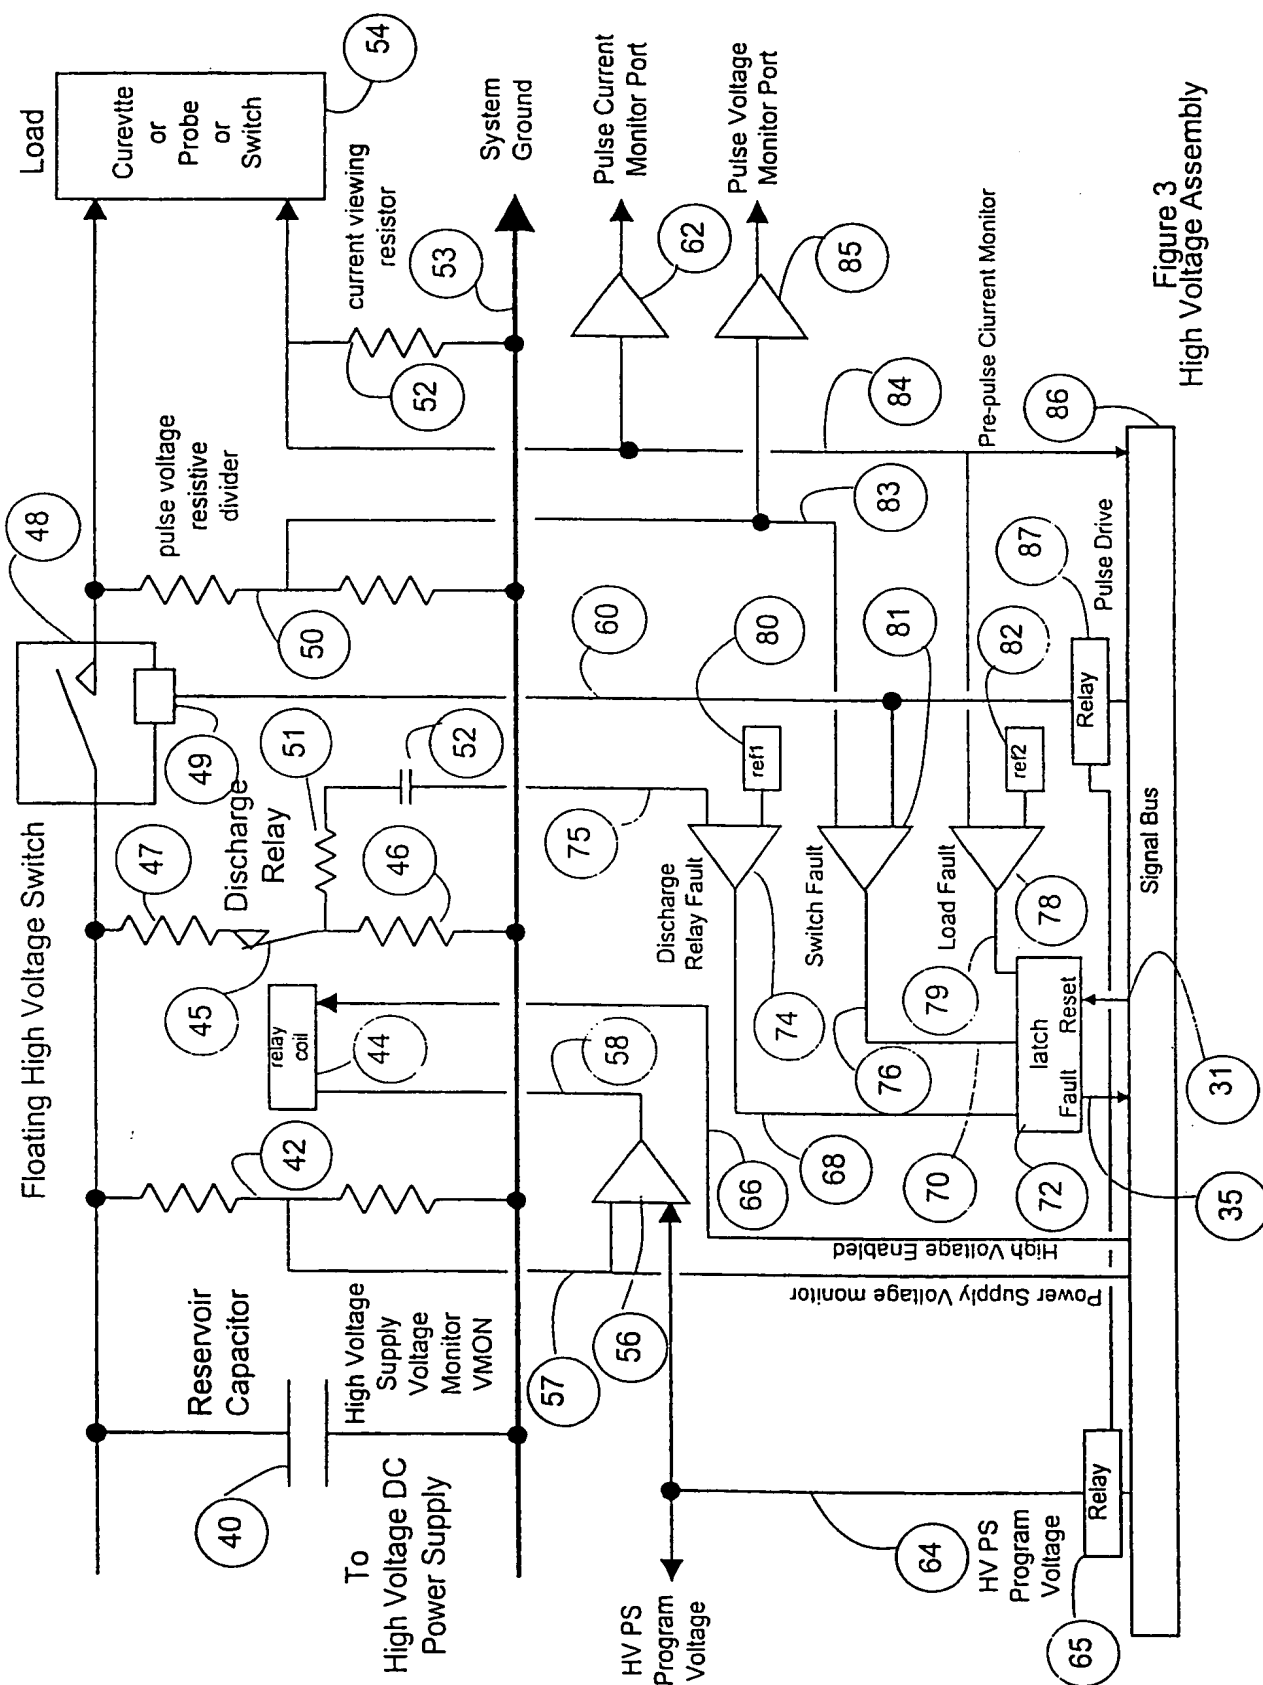 Load
54
Curevtte
or
Probe
or
Switch
current viewing
resistor
52
53
System
Ground
Pulse Current
Monitor Port
62
Pulse Voltage
Monitor Port
85
Floating High Voltage Switch
48
49
pulse voltage
resistive
divider
50
47
Discharge
Relay
51
52
46
45
relay
coil
44
42
Reservoir
Capacitor
40
High Voltage
Supply
Voltage
Monitor
VMON
To
High Voltage DC
Power Supply
57
56
58
60
75
80
ref1
81
83
84
Pre-pulse Ciurrent Monitor
86
Discharge
Relay Fault
74
Switch Fault
76
Load Fault
78
79
82
ref2
87
Pulse Drive
Relay
66
68
70
72
latch
Fault
Reset
35
31
High Voltage Enabled
Power Supply Voltage monitor
HV PS
Program
Voltage
64
HV PS
Program
Voltage
65
Relay
Signal Bus
Figure 3
High Voltage Assembly